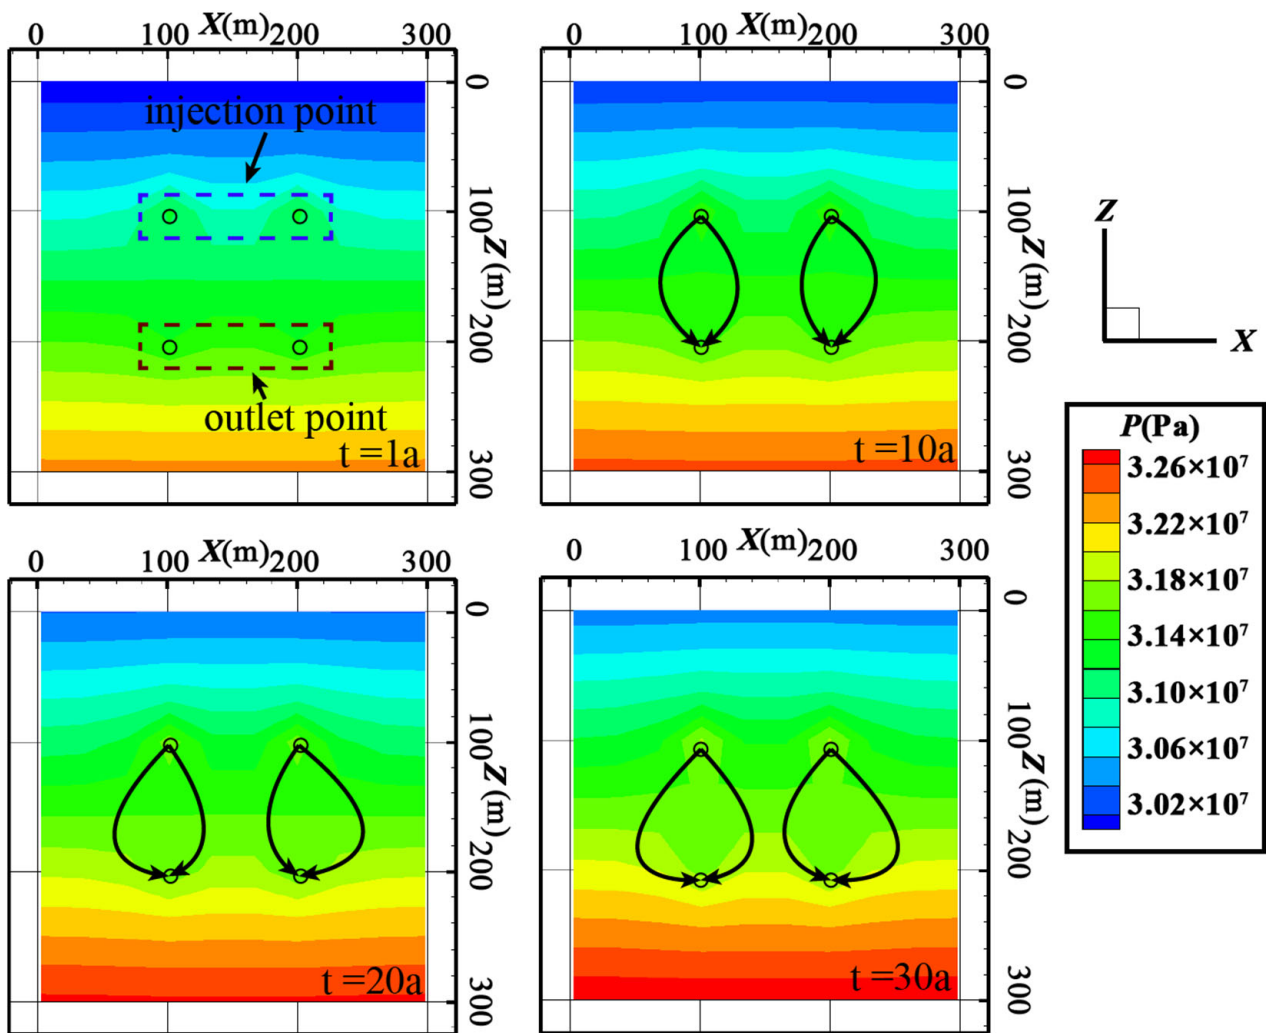 X(m)
0 100 200 300
injection point
outlet point
t =1a
0
100
Z(m)
200
300
X(m)
0 100 200 300
t =10a
0
100
Z(m)
200
300
Z
X
P(Pa)
3.26×10⁷
3.22×10⁷
3.18×10⁷
3.14×10⁷
3.10×10⁷
3.06×10⁷
3.02×10⁷
X(m)
0 100 200 300
t =20a
0
100
Z(m)
200
300
X(m)
0 100 200 300
t =30a
0
100
Z(m)
200
300